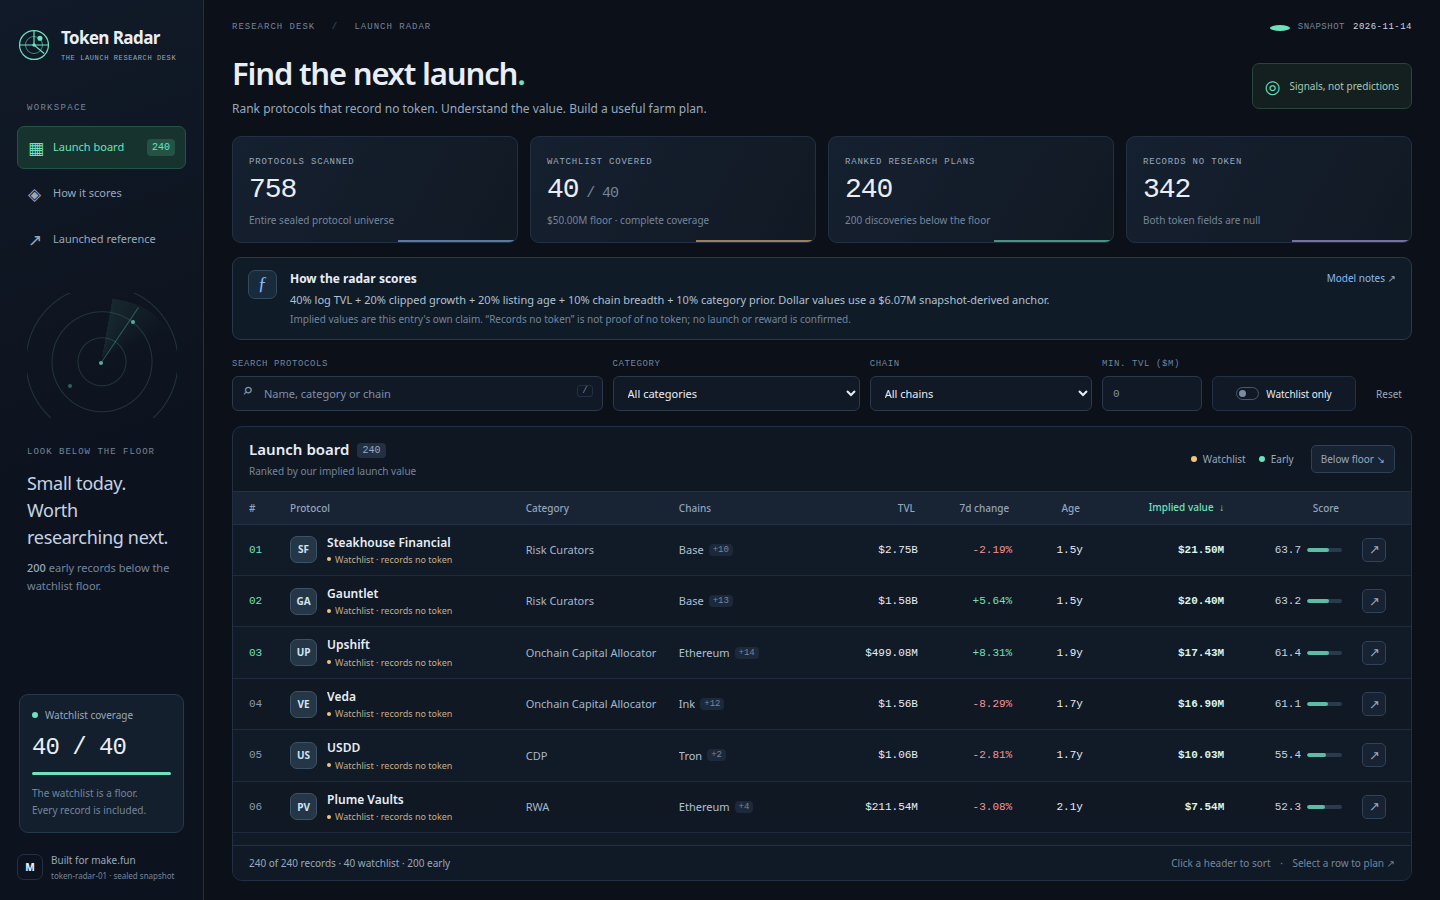 Token Radar
THE LAUNCH RESEARCH DESK
WORKSPACE
Launch board 240
How it scores
Launched reference
LOOK BELOW THE FLOOR
Small today.
Worth
researching next.
200 early records below the
watchlist floor.
Watchlist coverage
40 / 40
The watchlist is a floor.
Every record is included.
M
Built for make.fun
token-radar-01 · sealed snapshot
RESEARCH DESK / LAUNCH RADAR
SNAPSHOT 2026-11-14
Find the next launch.
Rank protocols that record no token. Understand the value. Build a useful farm plan.
◎ Signals, not predictions
PROTOCOLS SCANNED
758
Entire sealed protocol universe
WATCHLIST COVERED
40 / 40
$50.00M floor · complete coverage
RANKED RESEARCH PLANS
240
200 discoveries below the floor
RECORDS NO TOKEN
342
Both token fields are null
ƒ
How the radar scores
Model notes ↗
40% log TVL + 20% clipped growth + 20% listing age + 10% chain breadth + 10% category prior. Dollar values use a $6.07M snapshot-derived anchor.
Implied values are this entry's own claim. “Records no token” is not proof of no token; no launch or reward is confirmed.
SEARCH PROTOCOLS CATEGORY CHAIN MIN. TVL ($M)
Name, category or chain / All categories All chains 0 Watchlist only Reset
Launch board 240
Ranked by our implied launch value
Watchlist Early Below floor ↘
# Protocol Category Chains TVL 7d change Age Implied value ↓ Score
01 SF Steakhouse Financial Risk Curators Base +10 $2.75B -2.19% 1.5y $21.50M 63.7 ↗
Watchlist · records no token
02 GA Gauntlet Risk Curators Base +13 $1.58B +5.64% 1.5y $20.40M 63.2 ↗
Watchlist · records no token
03 UP Upshift Onchain Capital Allocator Ethereum +14 $499.08M +8.31% 1.9y $17.43M 61.4 ↗
Watchlist · records no token
04 VE Veda Onchain Capital Allocator Ink +12 $1.56B -8.29% 1.7y $16.90M 61.1 ↗
Watchlist · records no token
05 US USDD CDP Tron +2 $1.06B -2.81% 1.7y $10.03M 55.4 ↗
Watchlist · records no token
06 PV Plume Vaults RWA Ethereum +4 $211.54M -3.08% 2.1y $7.54M 52.3 ↗
Watchlist · records no token
240 of 240 records · 40 watchlist · 200 early
Click a header to sort · Select a row to plan ↗